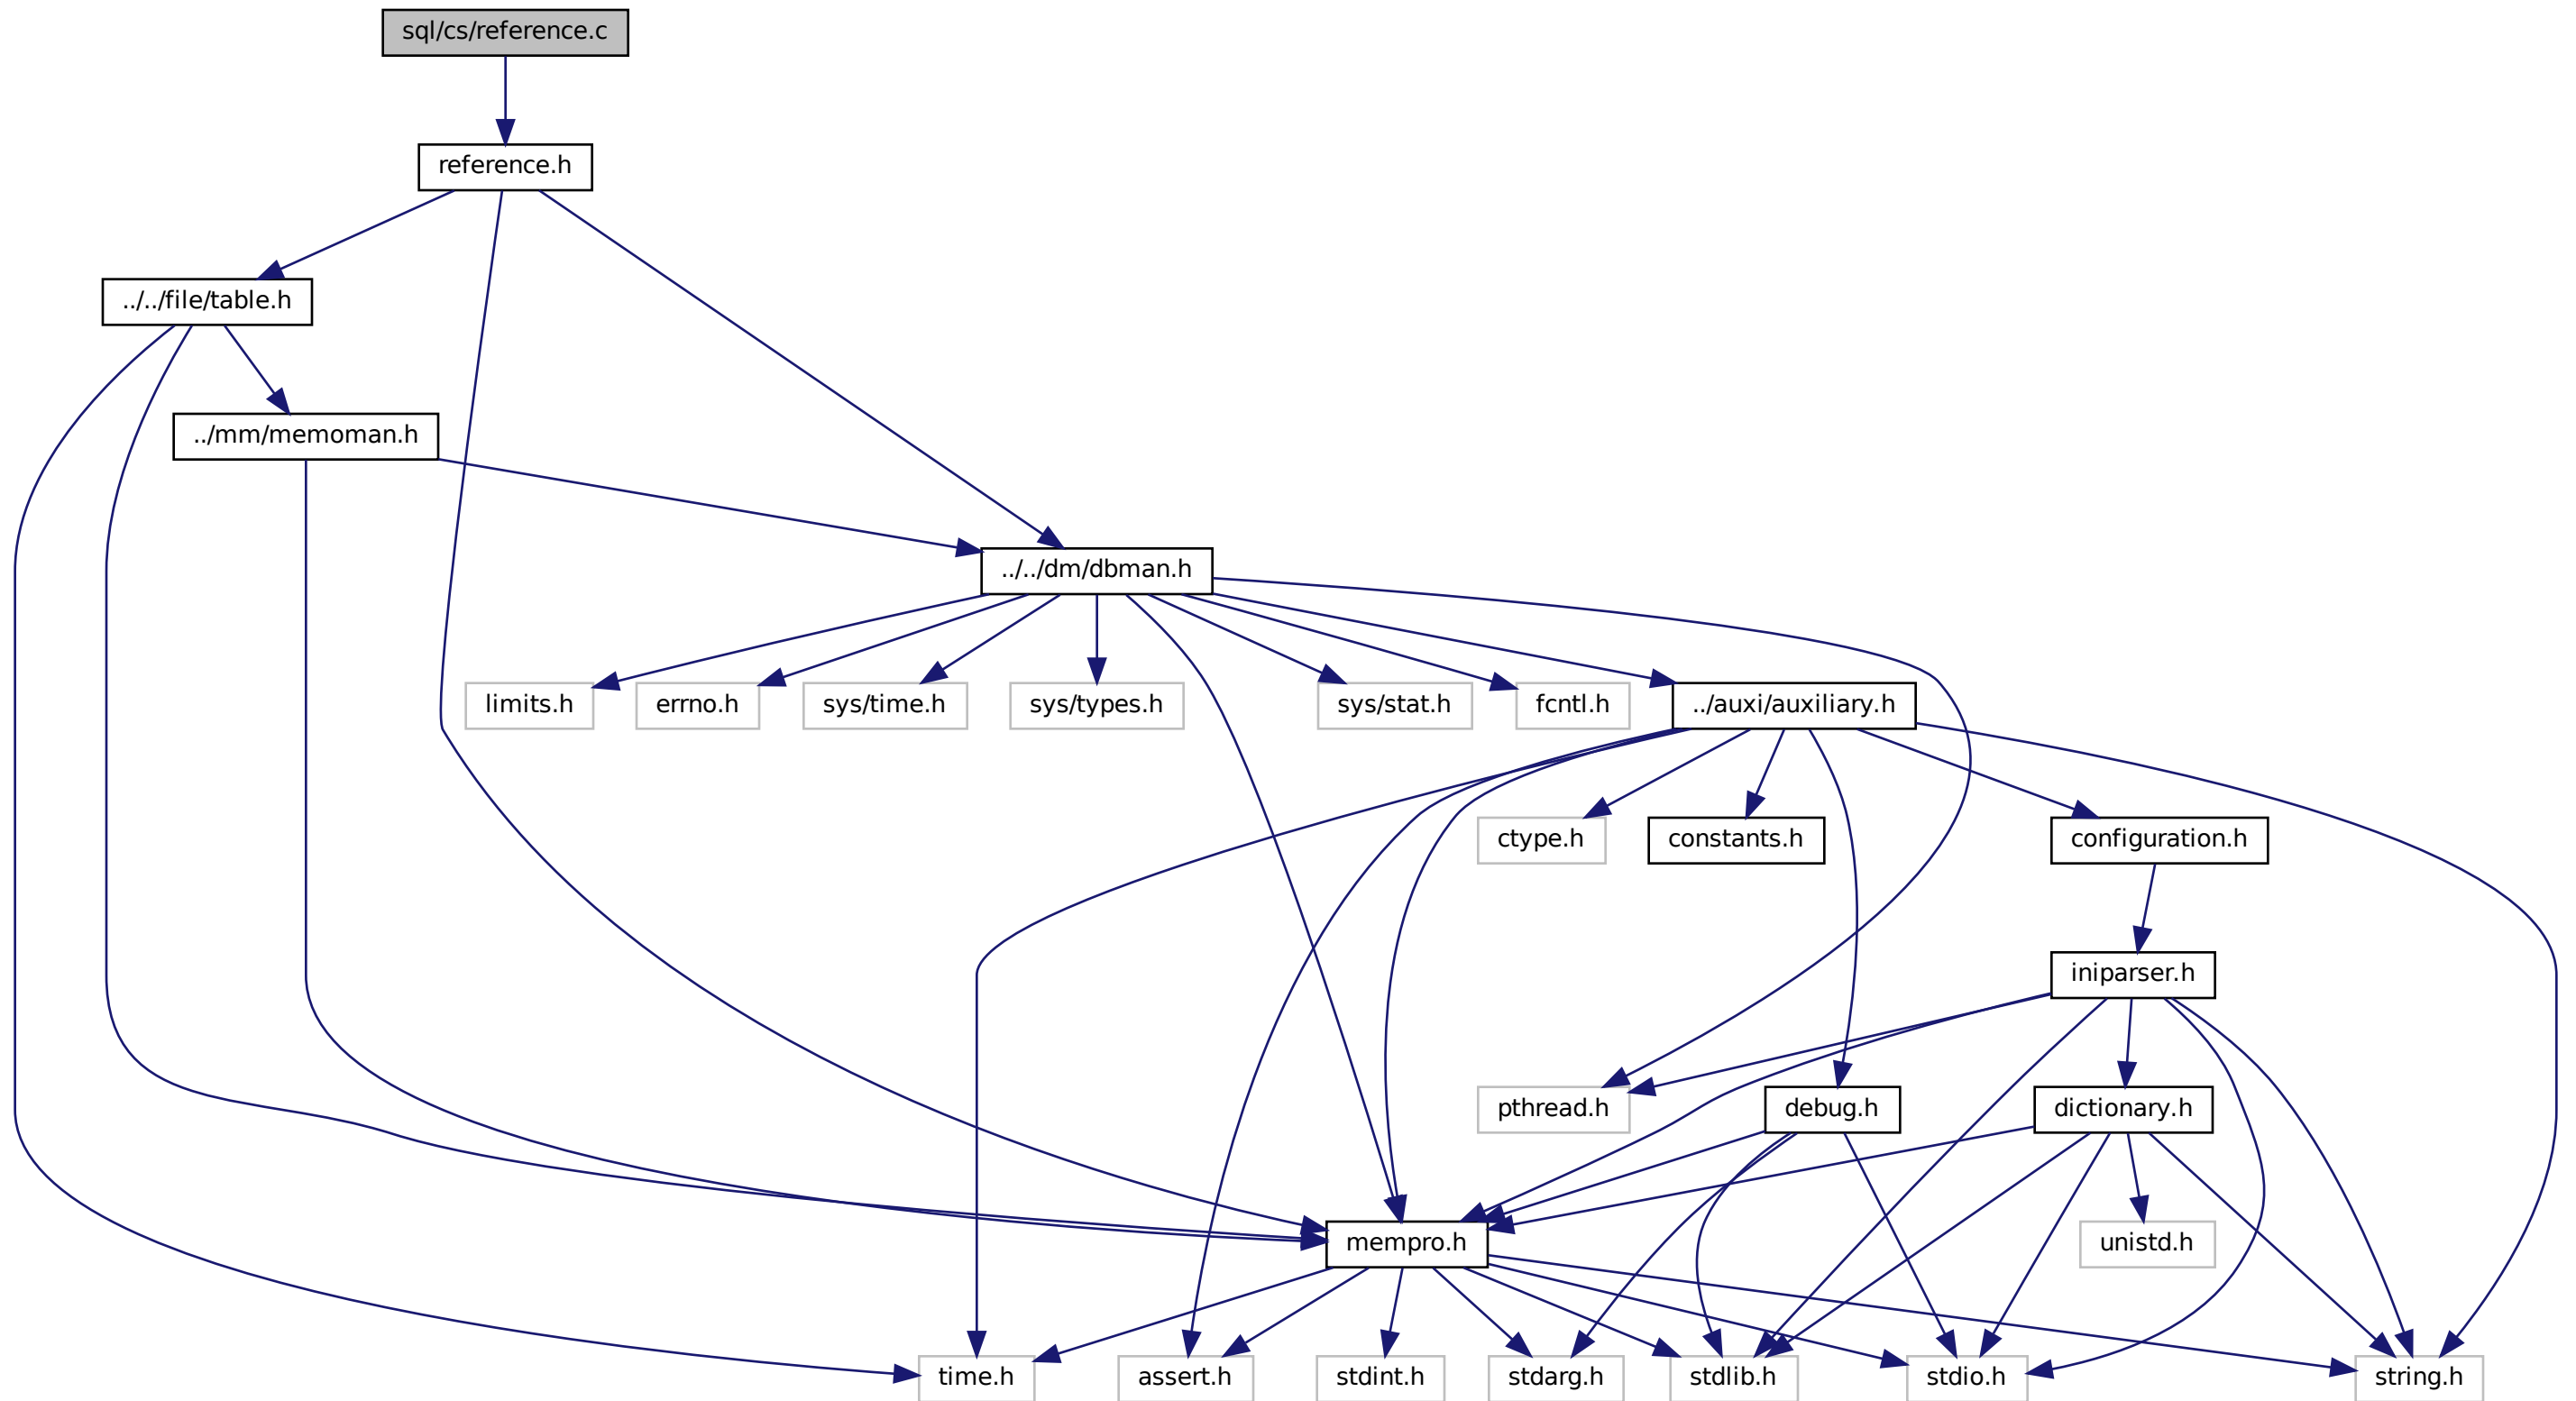 sql/cs/reference.c
reference.h
../../file/table.h
../mm/memoman.h
../../dm/dbman.h
limits.h
errno.h
sys/time.h
sys/types.h
sys/stat.h
fcntl.h
../auxi/auxiliary.h
ctype.h
constants.h
configuration.h
iniparser.h
pthread.h
debug.h
dictionary.h
mempro.h
unistd.h
time.h
assert.h
stdint.h
stdarg.h
stdlib.h
stdio.h
string.h